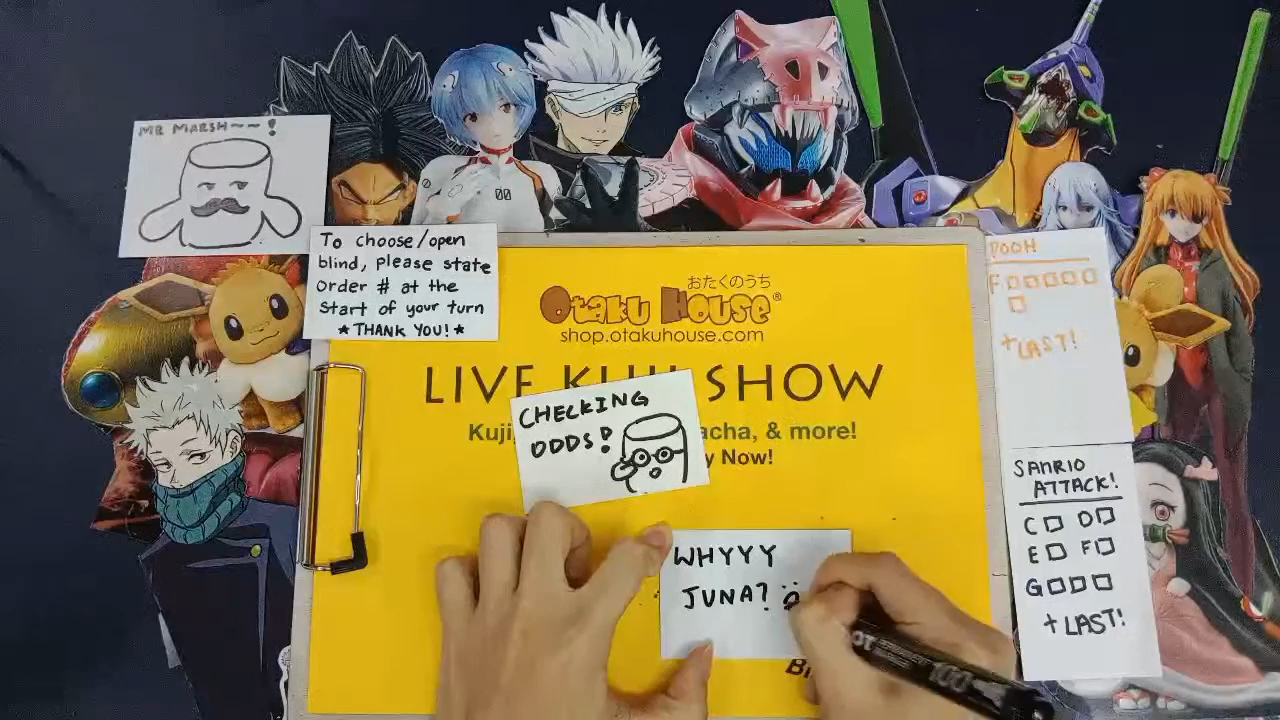 MR MARSH~~!
To choose/open
blind, please state
Order # at the
Start of your turn
★THANK YOU!★
00
おたくのうち
Otaku House®
shop.otakuhouse.com
LIVE KUJI SHOW
Kuji,
acha, & more!
y Now!
CHECKING
ODDS!
WHYYY
JUNA?
POOH
F
+LAST!
SANRIO
ATTACK!
C D
E F
G
+LAST!
100